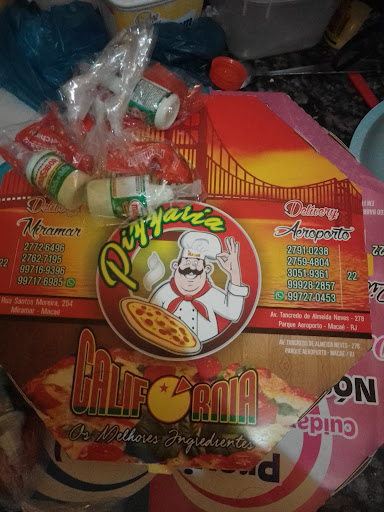 Pizzaria
Delivery
Miramar
2772-6496
2762-7195
99718-9396
99717-6985
22
Rua Santos Moreira, 254
Miramar - Macaé
Delivery
Aeroporto
2791-0238
2759-4804
3051-9361
99928-2857
99727-0453
22
Av. Tancredo de Almeida Neves - 270
Parque Aeroporto - Macaé - RJ
AV. TANCREDO DE ALMEIDA NEVES - 270
PARQUE AEROPORTO - MACAÉ / RJ
CALIFORNIA
Os Melhores Ingredientes
Cuida